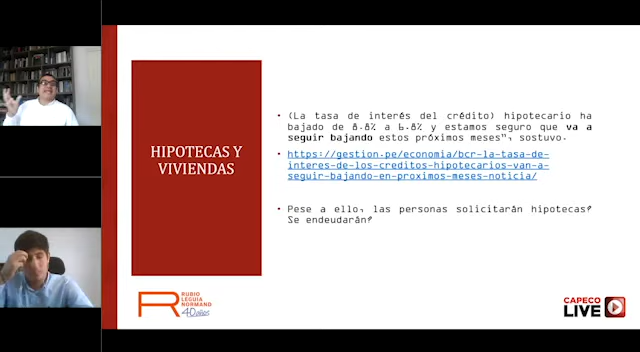 HIPOTECAS Y
VIVIENDAS
• (La tasa de interés del crédito) hipotecario ha
bajado de 8.8% a 6.8% y estamos seguro que va a
seguir bajando estos próximos meses", sostuvo.
• https://gestion.pe/economia/bcr-la-tasa-de-
interes-de-los-creditos-hipotecarios-van-a-
seguir-bajando-en-proximos-meses-noticia/
• Pese a ello, las personas solicitarán hipotecas?
Se endeudarán?
R RUBIO
LEGUÍA
NORMAND
40 años
CAPECO
LIVE